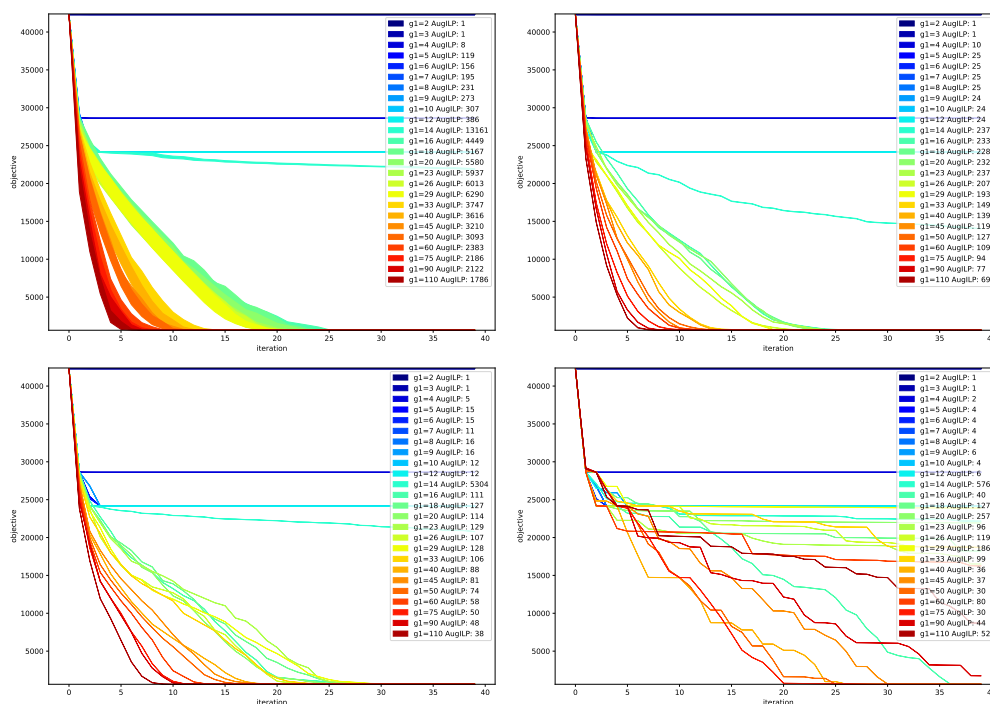 40000
35000
30000
25000
20000
15000
10000
5000
objective
0 5 10 15 20 25 30 35 40
iteration
g1=2 AugILP: 1
g1=3 AugILP: 1
g1=4 AugILP: 8
g1=5 AugILP: 119
g1=6 AugILP: 156
g1=7 AugILP: 195
g1=8 AugILP: 231
g1=9 AugILP: 273
g1=10 AugILP: 307
g1=12 AugILP: 386
g1=14 AugILP: 13161
g1=16 AugILP: 4449
g1=18 AugILP: 5167
g1=20 AugILP: 5580
g1=23 AugILP: 5937
g1=26 AugILP: 6013
g1=29 AugILP: 6290
g1=33 AugILP: 3747
g1=40 AugILP: 3616
g1=45 AugILP: 3210
g1=50 AugILP: 3093
g1=60 AugILP: 2383
g1=75 AugILP: 2186
g1=90 AugILP: 2122
g1=110 AugILP: 1786
40000
35000
30000
25000
20000
15000
10000
5000
objective
0 5 10 15 20 25 30 35
iteration
g1=2 AugILP: 1
g1=3 AugILP: 1
g1=4 AugILP: 10
g1=5 AugILP: 25
g1=6 AugILP: 25
g1=7 AugILP: 25
g1=8 AugILP: 25
g1=9 AugILP: 24
g1=10 AugILP: 24
g1=12 AugILP: 24
g1=14 AugILP: 237
g1=16 AugILP: 233
g1=18 AugILP: 228
g1=20 AugILP: 232
g1=23 AugILP: 237
g1=26 AugILP: 207
g1=29 AugILP: 193
g1=33 AugILP: 149
g1=40 AugILP: 139
g1=45 AugILP: 119
g1=50 AugILP: 127
g1=60 AugILP: 109
g1=75 AugILP: 94
g1=90 AugILP: 77
g1=110 AugILP: 69
40000
35000
30000
25000
20000
15000
10000
5000
objective
0 5 10 15 20 25 30 35 40
iteration
g1=2 AugILP: 1
g1=3 AugILP: 1
g1=4 AugILP: 5
g1=5 AugILP: 15
g1=6 AugILP: 15
g1=7 AugILP: 11
g1=8 AugILP: 16
g1=9 AugILP: 16
g1=10 AugILP: 12
g1=12 AugILP: 12
g1=14 AugILP: 5304
g1=16 AugILP: 111
g1=18 AugILP: 127
g1=20 AugILP: 114
g1=23 AugILP: 129
g1=26 AugILP: 107
g1=29 AugILP: 128
g1=33 AugILP: 106
g1=40 AugILP: 88
g1=45 AugILP: 81
g1=50 AugILP: 74
g1=60 AugILP: 58
g1=75 AugILP: 50
g1=90 AugILP: 48
g1=110 AugILP: 38
40000
35000
30000
25000
20000
15000
10000
5000
objective
0 5 10 15 20 25 30 35
iteration
g1=2 AugILP: 1
g1=3 AugILP: 1
g1=4 AugILP: 2
g1=5 AugILP: 4
g1=6 AugILP: 4
g1=7 AugILP: 4
g1=8 AugILP: 4
g1=9 AugILP: 6
g1=10 AugILP: 4
g1=12 AugILP: 6
g1=14 AugILP: 576
g1=16 AugILP: 40
g1=18 AugILP: 127
g1=20 AugILP: 257
g1=23 AugILP: 96
g1=26 AugILP: 119
g1=29 AugILP: 186
g1=33 AugILP: 99
g1=40 AugILP: 36
g1=45 AugILP: 37
g1=50 AugILP: 30
g1=60 AugILP: 80
g1=75 AugILP: 30
g1=90 AugILP: 44
g1=110 AugILP: 52